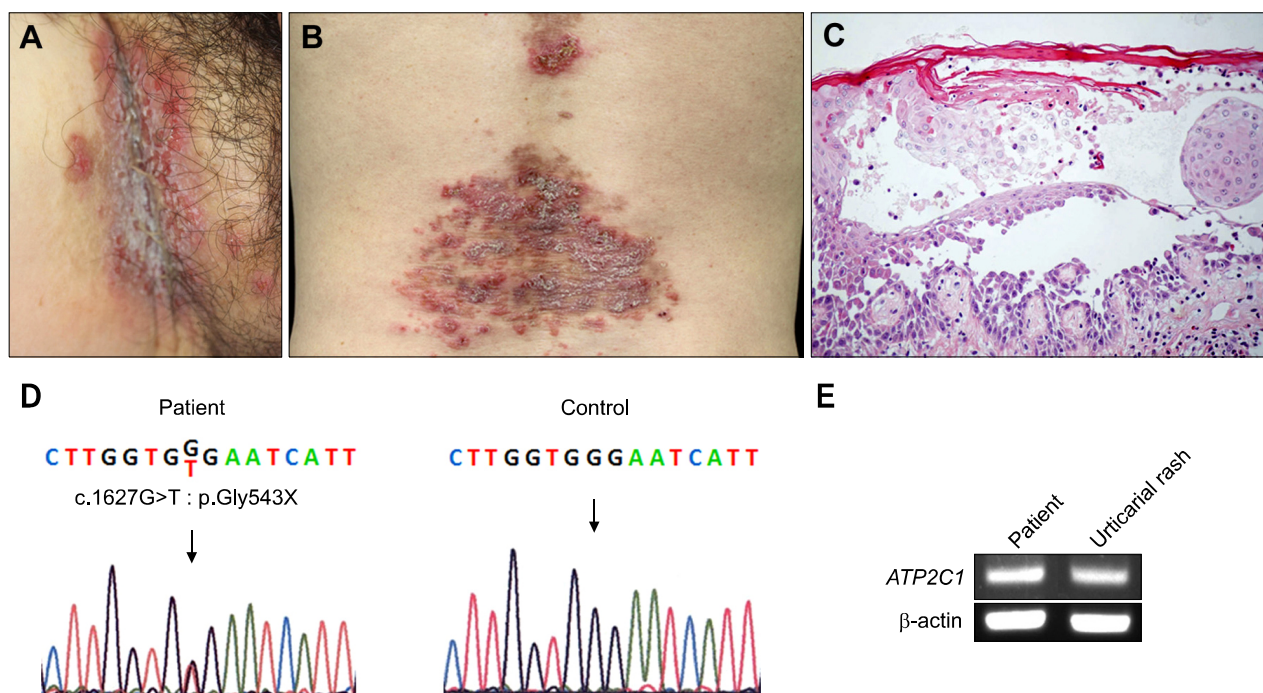 A
B
C
D
Patient
Control
CTTGGTGGGAATCATT
T
CTTGGTGGGAATCATT
c.1627G>T : p.Gly543X
E
Patient
Urticarial rash
ATP2C1
β-actin